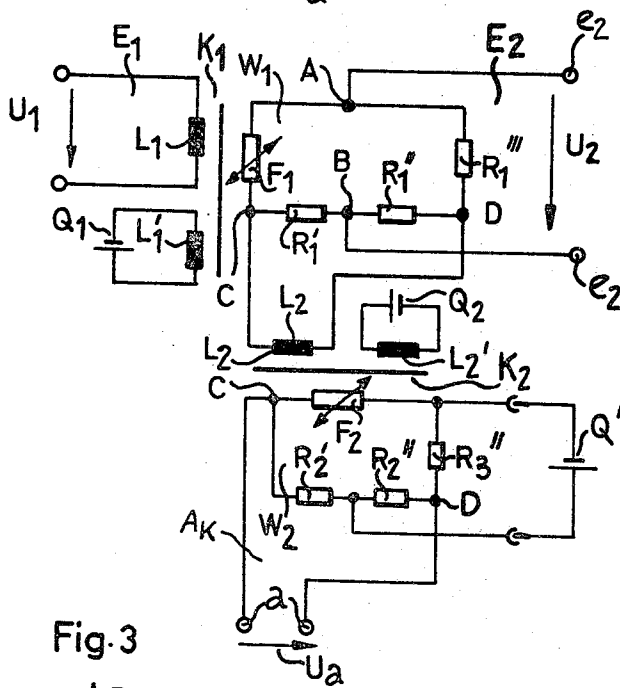 E1
K1
W1
A
E2
e2
U1
L1
F1
R1'''
U2
B
R1''
D
Q1
L1'
C
R1'
e2
L2
Q2
L2
L2'
K2
C
F2
Q'
R2'
R2''
R3''
W2
D
AK
a
Fig. 3
Ua